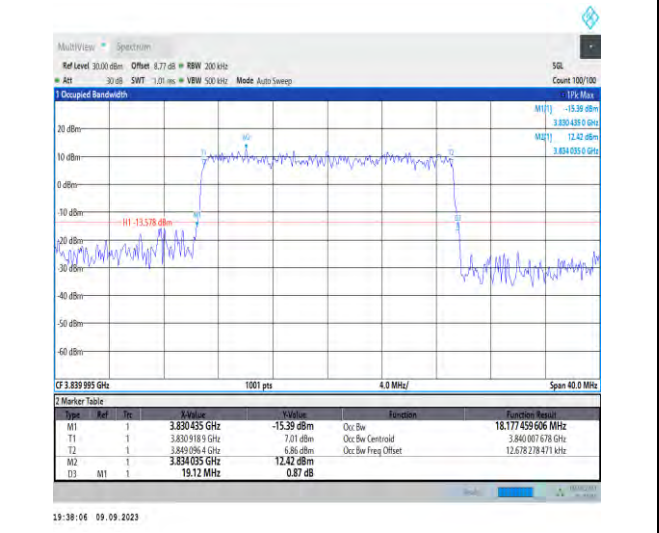 MultiView Spectrum
Ref Level 30.00 dBm Offset 8.77 dB RBW 200 kHz SGL
Att 30 dB SWT 1.01 ms VBW 500 kHz Mode Auto Sweep Count 100/100
1 Occupied Bandwidth 1Pk Max
M1[1] -15.39 dBm
3.830 435 0 GHz
M2[1] 12.42 dBm
3.834 035 0 GHz
20 dBm
M2
10 dBm
T1 T2
0 dBm
-10 dBm
M1 D3
H1 -13.578 dBm
-20 dBm
-30 dBm
-40 dBm
-50 dBm
-60 dBm
CF 3.839 995 GHz 1001 pts 4.0 MHz/ Span 40.0 MHz
2 Marker Table
Type Ref Trc X-Value Y-Value Function Function Result
M1 1 3.830 435 GHz -15.39 dBm Occ Bw 18.177 459 606 MHz
T1 1 3.830 918 9 GHz 7.01 dBm Occ Bw Centroid 3.840 007 678 GHz
T2 1 3.849 096 4 GHz 6.86 dBm Occ Bw Freq Offset 12.678 278 471 kHz
M2 1 3.834 035 GHz 12.42 dBm
D3 M1 1 19.12 MHz 0.87 dB
19:38:06 09.09.2023